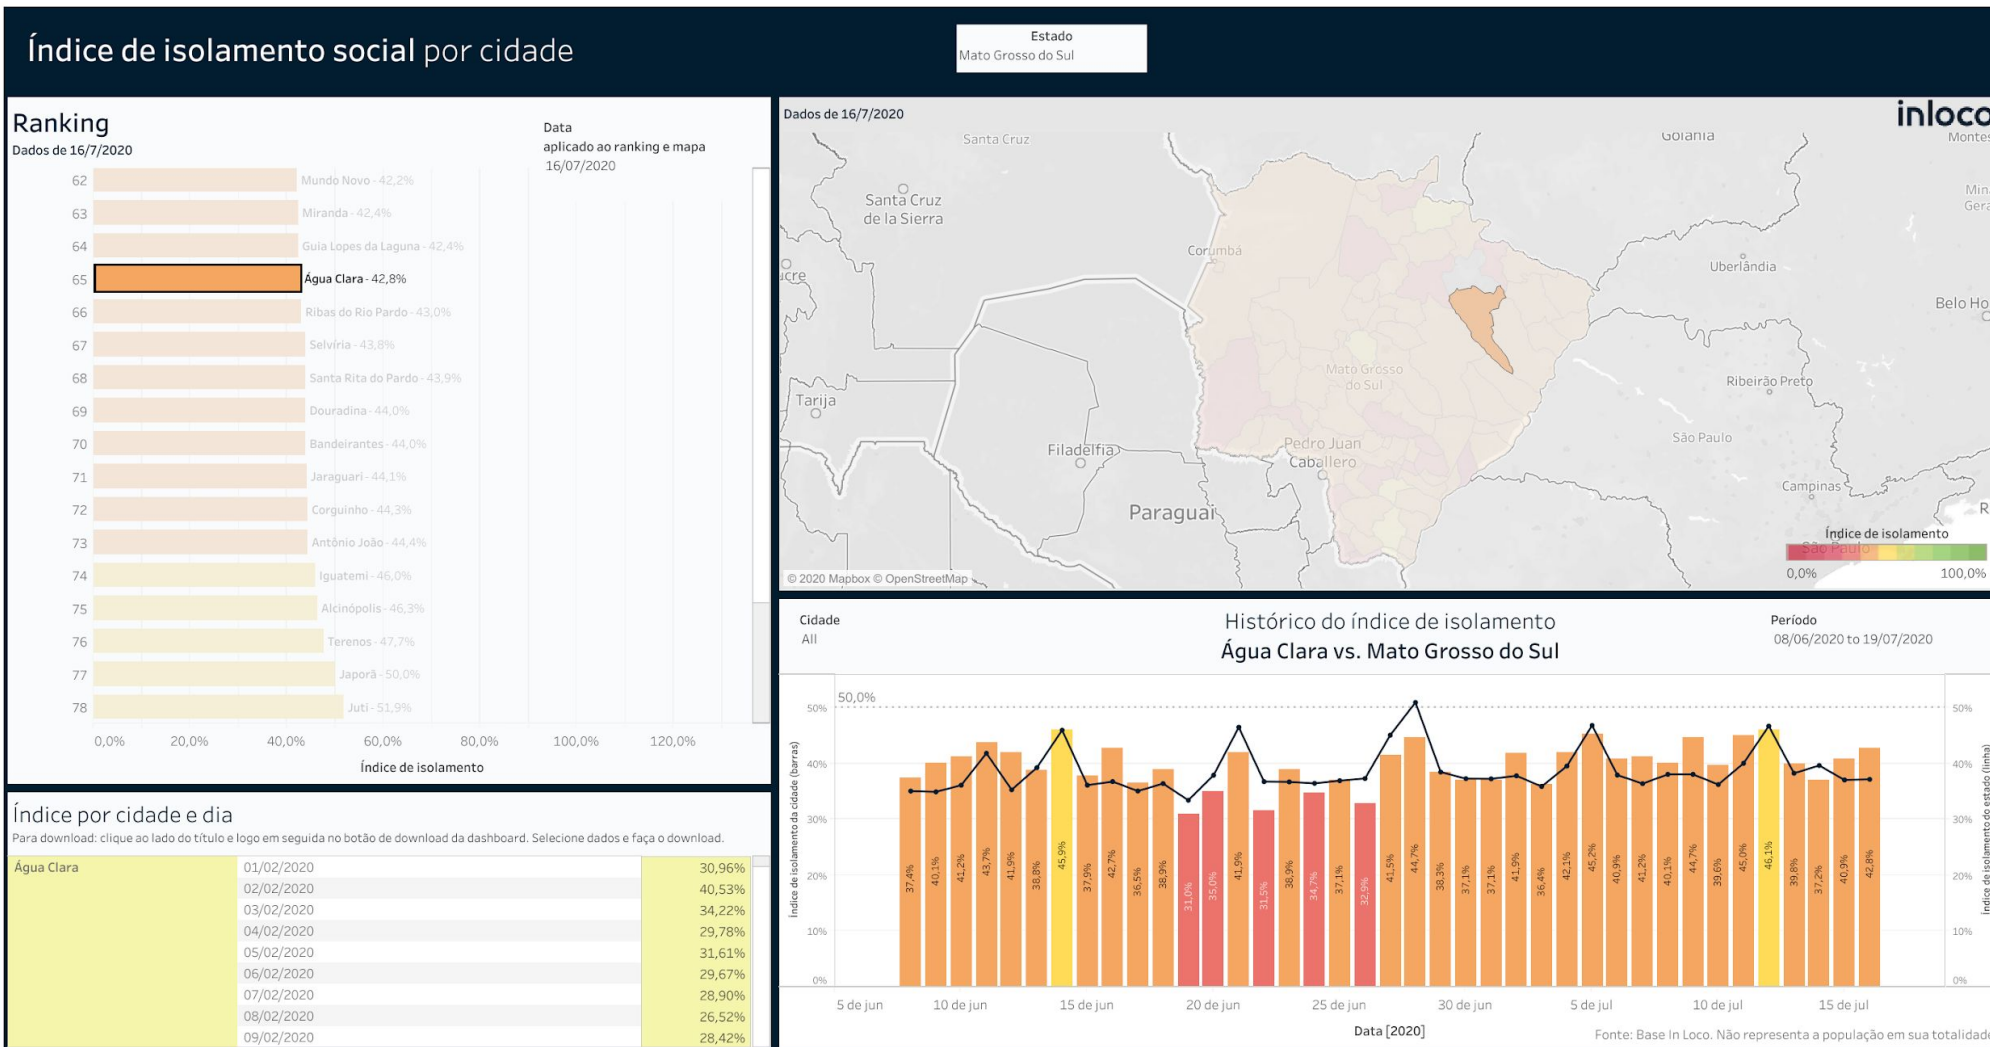 Índice de isolamento social por cidade
Estado
Mato Grosso do Sul
Ranking
Dados de 16/7/2020
Data
aplicado ao ranking e mapa
16/07/2020
62 Mundo Novo - 42,2%
63 Miranda - 42,4%
64 Guia Lopes da Laguna - 42,4%
65 Água Clara - 42,8%
66 Ribas do Rio Pardo - 43,0%
67 Selvíria - 43,8%
68 Santa Rita do Pardo - 43,9%
69 Douradina - 44,0%
70 Bandeirantes - 44,0%
71 Jaraguari - 44,1%
72 Corguinho - 44,3%
73 Antônio João - 44,4%
74 Iguatemi - 46,0%
75 Alcinópolis - 46,3%
76 Terenos - 47,7%
77 Japorã - 50,0%
78 Juti - 51,9%
0,0% 20,0% 40,0% 60,0% 80,0% 100,0% 120,0%
Índice de isolamento
Índice por cidade e dia
Para download: clique ao lado do título e logo em seguida no botão de download da dashboard. Selecione dados e faça o download.
Água Clara 01/02/2020 30,96%
02/02/2020 40,53%
03/02/2020 34,22%
04/02/2020 29,78%
05/02/2020 31,61%
06/02/2020 29,67%
07/02/2020 28,90%
08/02/2020 26,52%
09/02/2020 28,42%
Dados de 16/7/2020
inloco
Santa Cruz
Goiânia
Montes
Santa Cruz
de la Sierra
Min
Gera
Corumbá
Uberlândia
ucre
Belo Ho
Mato Grosso
do Sul
Ribeirão Preto
Tarija
São Paulo
Filadélfia
Pedro Juan
Caballero
Campinas
Paraguai
R
Índice de isolamento
São Paulo
0,0% 100,0%
© 2020 Mapbox © OpenStreetMap
Cidade
All
Histórico do índice de isolamento
Água Clara vs. Mato Grosso do Sul
Período
08/06/2020 to 19/07/2020
50,0%
Índice de isolamento da cidade (barras)
50%
40%
30%
20%
10%
0%
37,4% 40,1% 41,2% 43,7% 41,9% 38,8% 45,9% 37,9% 42,7% 36,5% 38,9% 31,0% 35,0% 41,9% 31,5% 38,9% 34,7% 37,1% 32,9% 41,5% 44,7% 38,3% 37,1% 37,1% 41,9% 36,4% 42,1% 45,2% 40,9% 41,2% 40,1% 44,7% 39,6% 45,0% 46,1% 39,8% 37,2% 40,9% 42,8%
50%
40%
30%
20%
10%
0%
Índice de isolamento do estado (linha)
5 de jun 10 de jun 15 de jun 20 de jun 25 de jun 30 de jun 5 de jul 10 de jul 15 de jul
Data [2020]
Fonte: Base In Loco. Não representa a população em sua totalidade